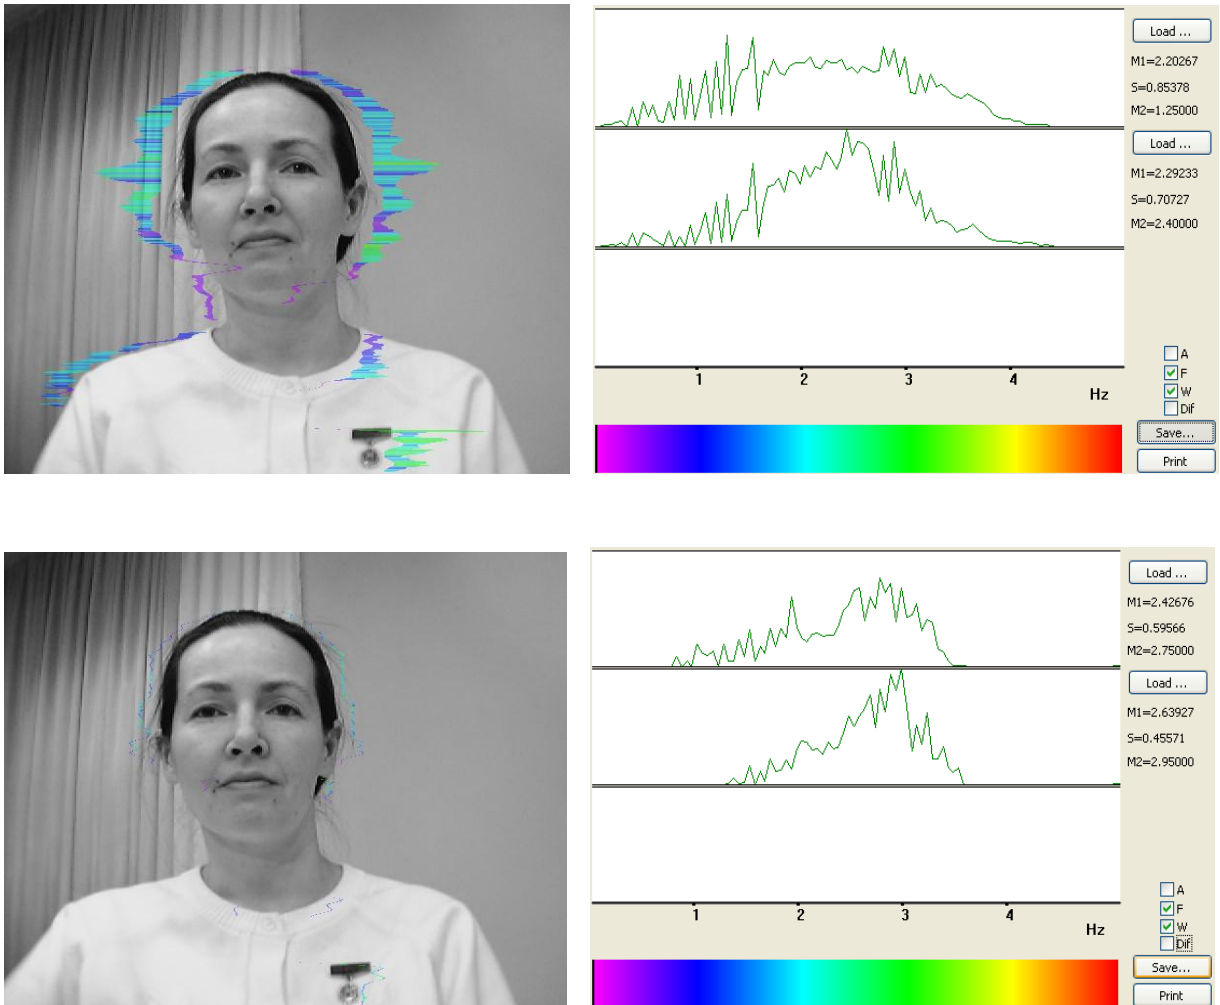 Load ...
M1=2.20267
S=0.85378
M2=1.25000
Load ...
M1=2.29233
S=0.70727
M2=2.40000
A
F
W
Dif
1 2 3 4
Hz
Save...
Print
Load ...
M1=2.42676
S=0.59566
M2=2.75000
Load ...
M1=2.63927
S=0.45571
M2=2.95000
A
F
W
Dif
1 2 3 4
Hz
Save...
Print